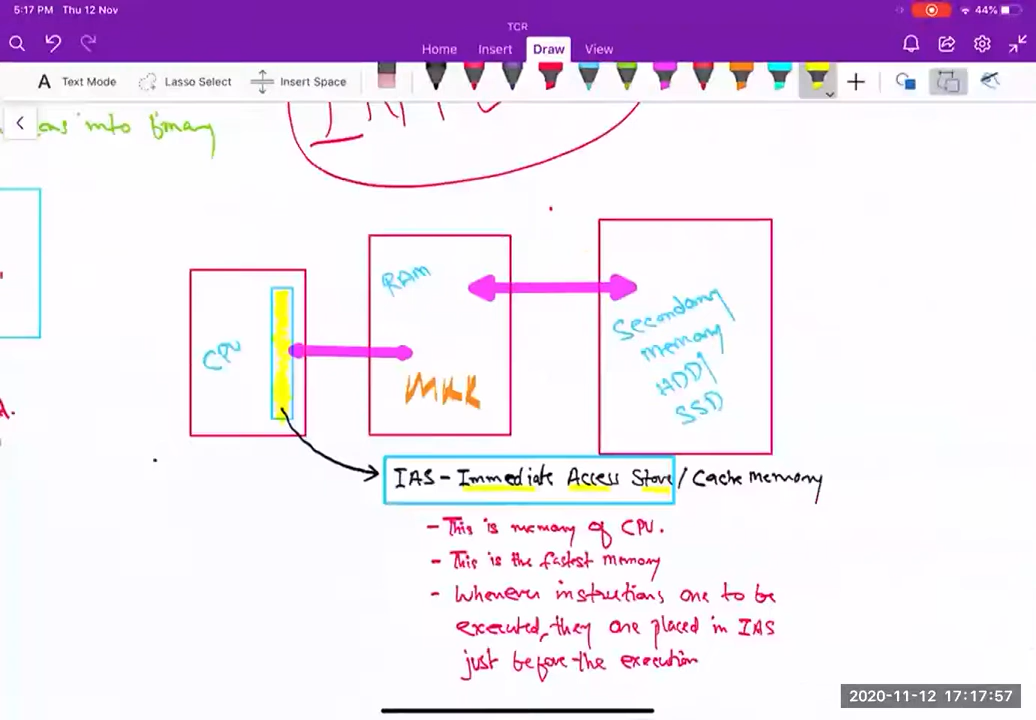 5:17 PM Thu 12 Nov
44%
TCR
Home Insert Draw View
A Text Mode Lasso Select Insert Space
ons into binary
RAM
CPU
Secondary
memory
HDD/
SSD
IAS - Immediate Access Store / Cache memory
- This is memory of CPU.
- This is the fastest memory
- Whenever instructions are to be
executed, they are placed in IAS
just before the execution
d.
2020-11-12 17:17:57